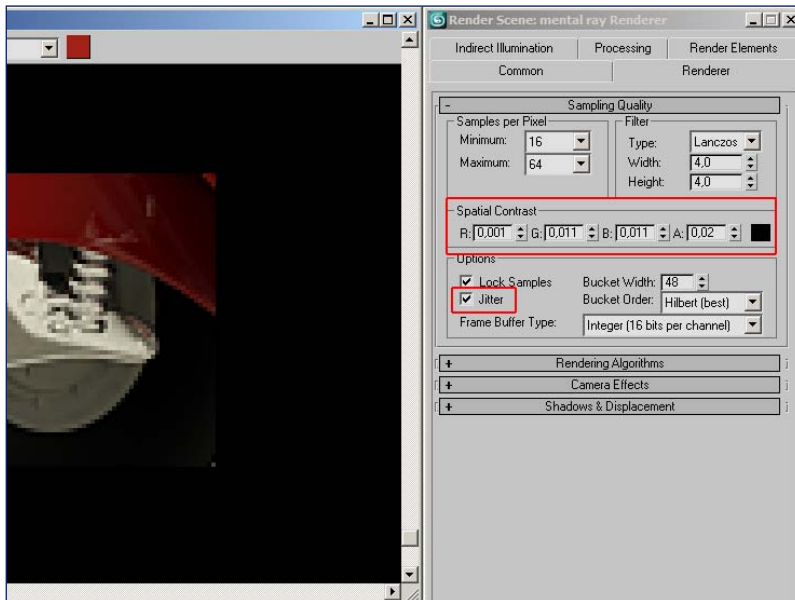 Render Scene: mental ray Renderer
Indirect Illumination Processing Render Elements
Common Renderer
- Sampling Quality
Samples per Pixel
Minimum: 16
Maximum: 64
Filter
Type: Lanczos
Width: 4,0
Height: 4,0
Spatial Contrast
R: 0,001 G: 0,011 B: 0,011 A: 0,02
Options
Lock Samples Bucket Width: 48
Jitter Bucket Order: Hilbert (best)
Frame Buffer Type: Integer (16 bits per channel)
+ Rendering Algorithms
+ Camera Effects
+ Shadows & Displacement